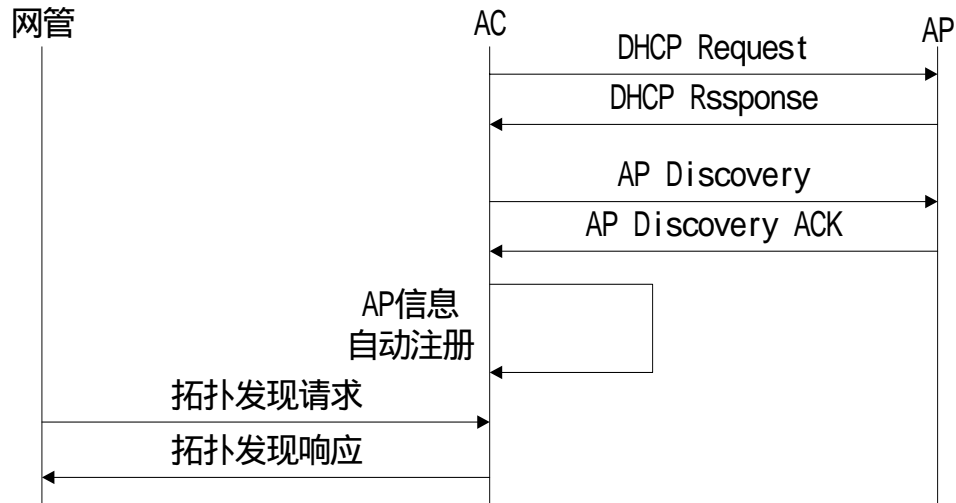 网管
AC
AP
DHCP Request
DHCP Rssponse
AP Discovery
AP Discovery ACK
AP信息
自动注册
拓扑发现请求
拓扑发现响应